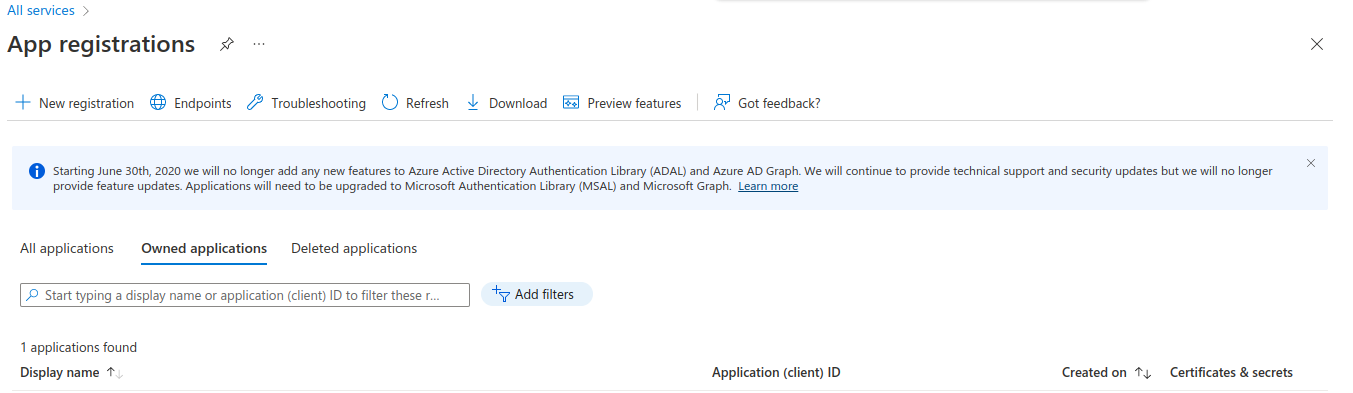 All services
App registrations
New registration Endpoints Troubleshooting Refresh Download Preview features Got feedback?
Starting June 30th, 2020 we will no longer add any new features to Azure Active Directory Authentication Library (ADAL) and Azure AD Graph. We will continue to provide technical support and security updates but we will no longer
provide feature updates. Applications will need to be upgraded to Microsoft Authentication Library (MSAL) and Microsoft Graph. Learn more
All applications Owned applications Deleted applications
Start typing a display name or application (client) ID to filter these r... Add filters
1 applications found
Display name Application (client) ID Created on Certificates & secrets